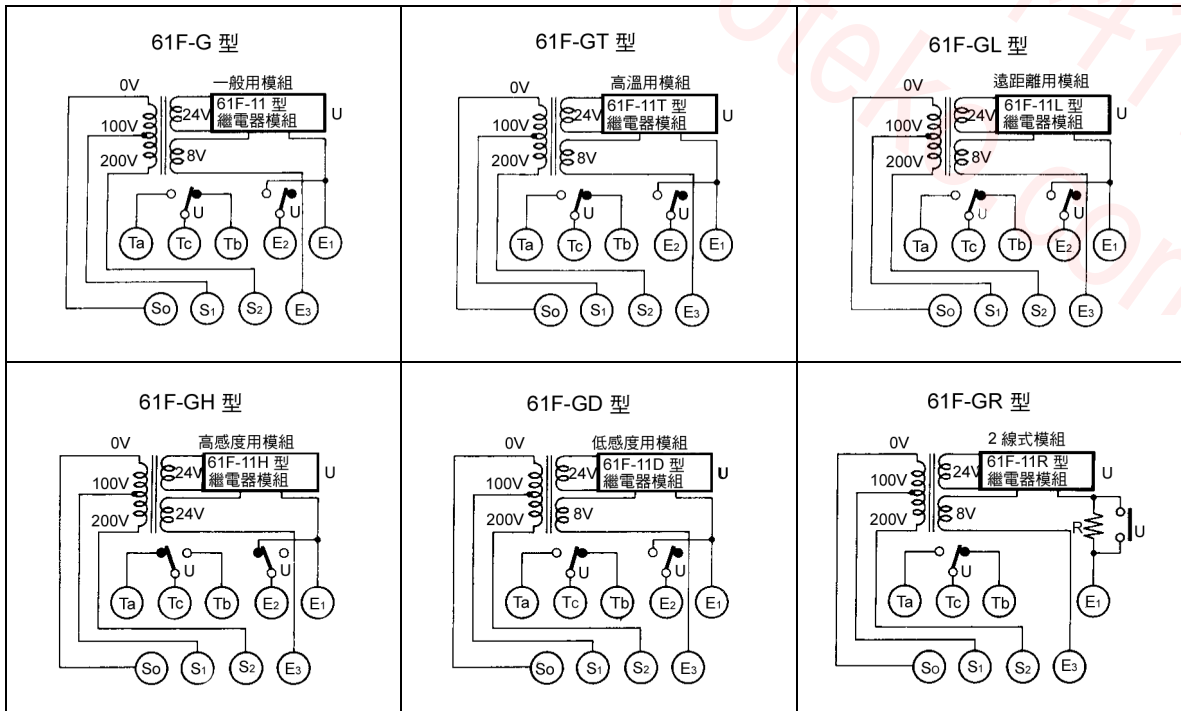 61F-G 型
一般用模組
0V
24V
61F-11 型
繼電器模組
U
100V
200V
8V
U
U
Ta
Tc
Tb
E2
E1
So
S1
S2
E3
61F-GT 型
高溫用模組
0V
24V
61F-11T 型
繼電器模組
U
100V
200V
8V
U
U
Ta
Tc
Tb
E2
E1
So
S1
S2
E3
61F-GL 型
遠距離用模組
0V
24V
61F-11L 型
繼電器模組
U
100V
200V
8V
U
U
Ta
Tc
Tb
E2
E1
So
S1
S2
E3
61F-GH 型
高感度用模組
0V
24V
61F-11H 型
繼電器模組
U
100V
200V
24V
U
U
Ta
Tc
Tb
E2
E1
So
S1
S2
E3
61F-GD 型
低感度用模組
0V
24V
61F-11D 型
繼電器模組
U
100V
200V
8V
U
U
Ta
Tc
Tb
E2
E1
So
S1
S2
E3
61F-GR 型
2 線式模組
0V
24V
61F-11R 型
繼電器模組
U
100V
200V
8V
R
U
U
Ta
Tc
Tb
E1
So
S1
S2
E3